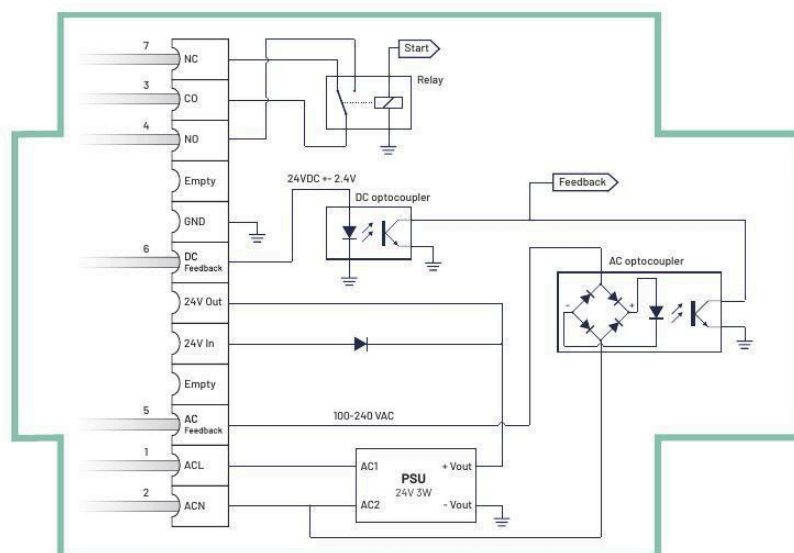 7
NC
Start
Relay
3
CO
4
NO
Empty
24VDC +- 2.4V
DC optocoupler
Feedback
GND
6
DC
Feedback
AC optocoupler
24V Out
-
+
24V In
Empty
5
AC
Feedback
100-240 VAC
1
ACL
AC1
PSU
24V 3W
+ Vout
2
ACN
AC2
- Vout